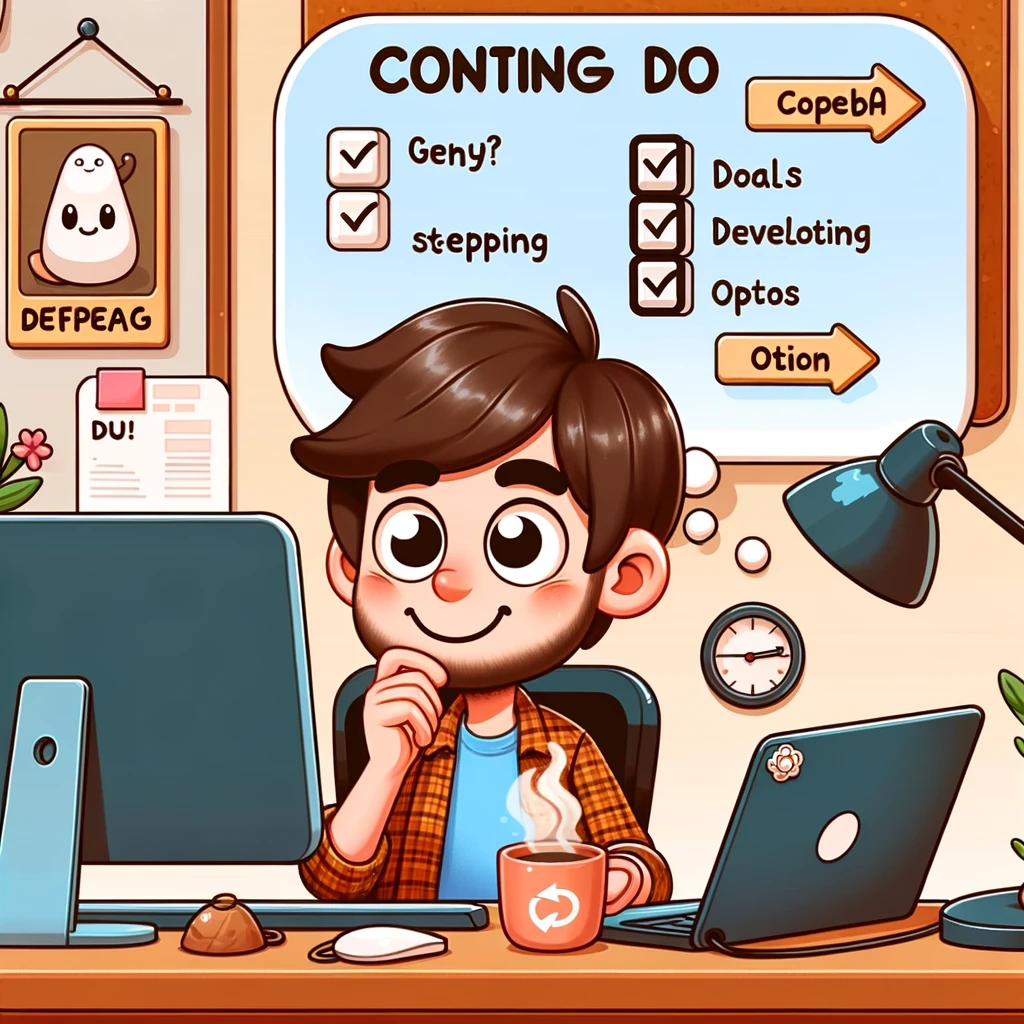 CONTING DO
CopebA
Geny?
stepping
Doals
Develoting
Optos
Otion
DEFPEAG
DU!